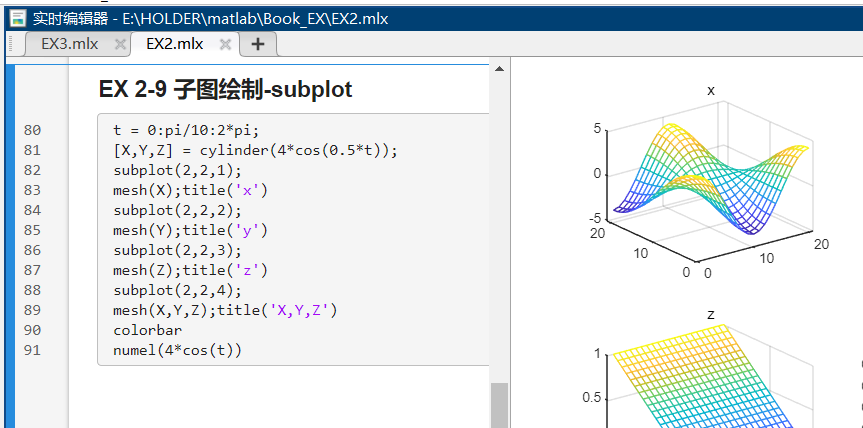 实时编辑器 - E:\HOLDER\matlab\Book_EX\EX2.mlx
EX3.mlx
EX2.mlx
EX 2-9 子图绘制-subplot
80 t = 0:pi/10:2*pi;
81 [X,Y,Z] = cylinder(4*cos(0.5*t));
82 subplot(2,2,1);
83 mesh(X);title('x')
84 subplot(2,2,2);
85 mesh(Y);title('y')
86 subplot(2,2,3);
87 mesh(Z);title('z')
88 subplot(2,2,4);
89 mesh(X,Y,Z);title('X,Y,Z')
90 colorbar
91 numel(4*cos(t))
x
5
0
-5
20
10
0
0
10
20
z
1
0.5